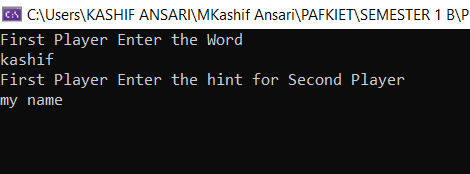 C:\Users\KASHIF ANSARI\MKashif Ansari\PAFKIET\SEMESTER 1 B\P
First Player Enter the Word
kashif
First Player Enter the hint for Second Player
my name